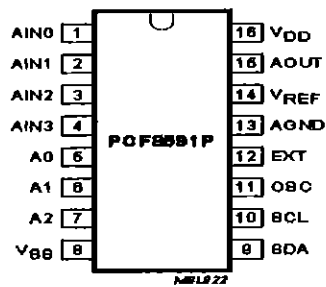 AIN0 1 16 VDD
AIN1 2 15 AOUT
AIN2 3 14 VREF
AIN3 4 13 AGND
PCF8591P
A0 5 12 EXT
A1 6 11 OSC
A2 7 10 SCL
VSS 8 9 SDA